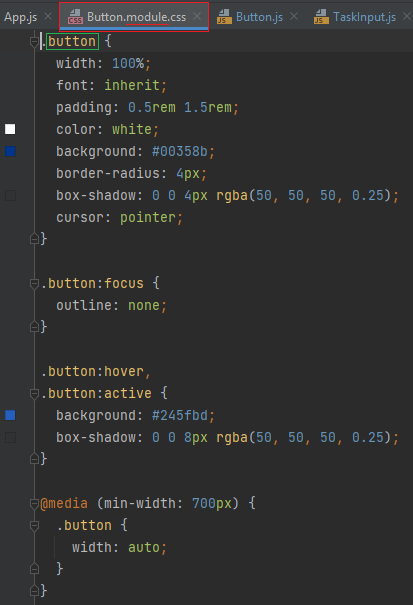 App.js Button.module.css Button.js TaskInput.js
.button {
  width: 100%;
  font: inherit;
  padding: 0.5rem 1.5rem;
  color: white;
  background: #00358b;
  border-radius: 4px;
  box-shadow: 0 0 4px rgba(50, 50, 50, 0.25);
  cursor: pointer;
}

.button:focus {
  outline: none;
}

.button:hover,
.button:active {
  background: #245fbd;
  box-shadow: 0 0 8px rgba(50, 50, 50, 0.25);
}

@media (min-width: 700px) {
  .button {
    width: auto;
  }
}